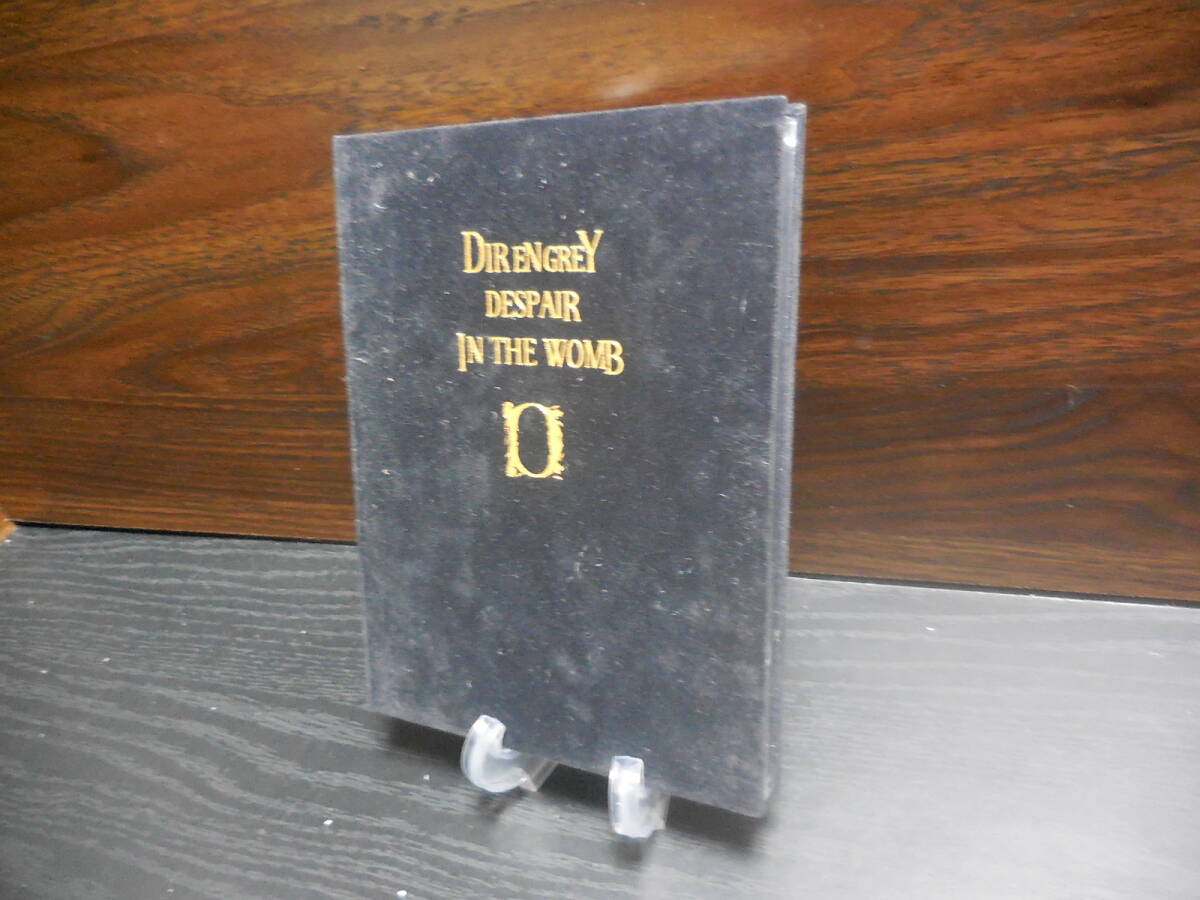 DIR EN GREY
DESPAIR
IN THE WOMB